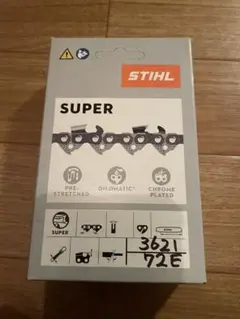 STIHL
SUPER
PRE-
STRETCHED
OILOMATIC
CHROME
PLATED
SUPER
3621
72E